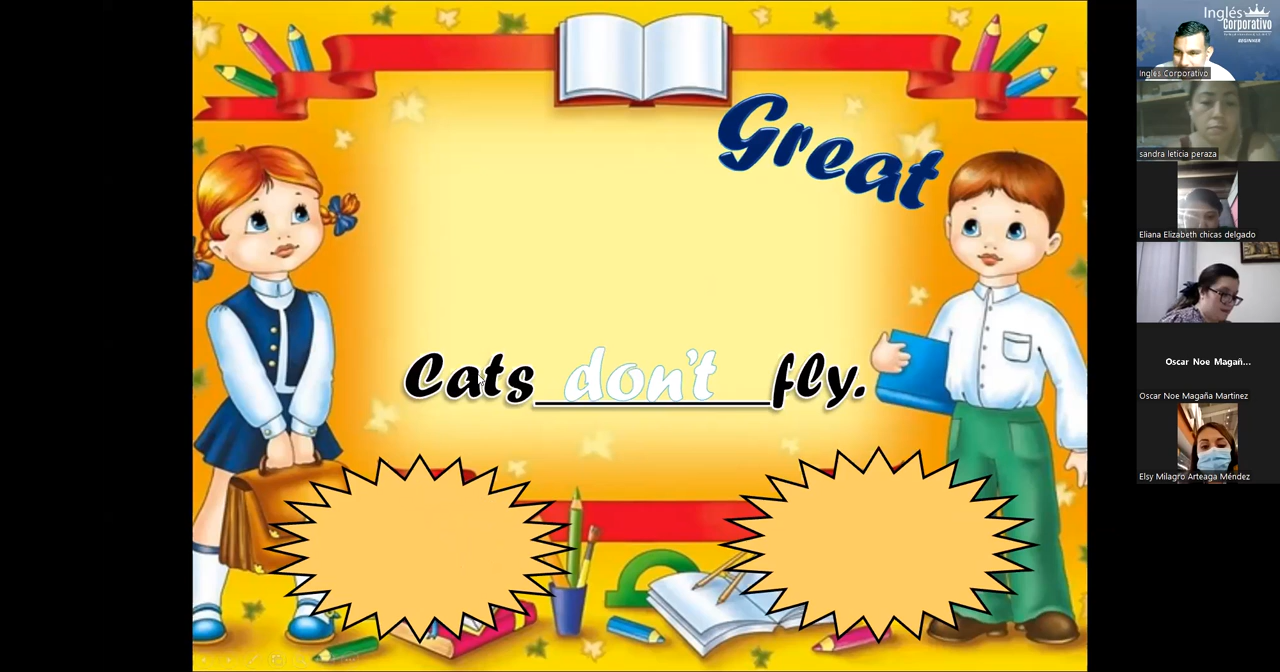 Great
Cats don't fly.
Inglés
Corporativo
BEGINNER
Inglés Corporativo
sandra leticia peraza
Eliana Elizabeth chicas delgado
Oscar Noe Magañ...
Oscar Noe Magaña Martinez
Elsy Milagro Arteaga Méndez